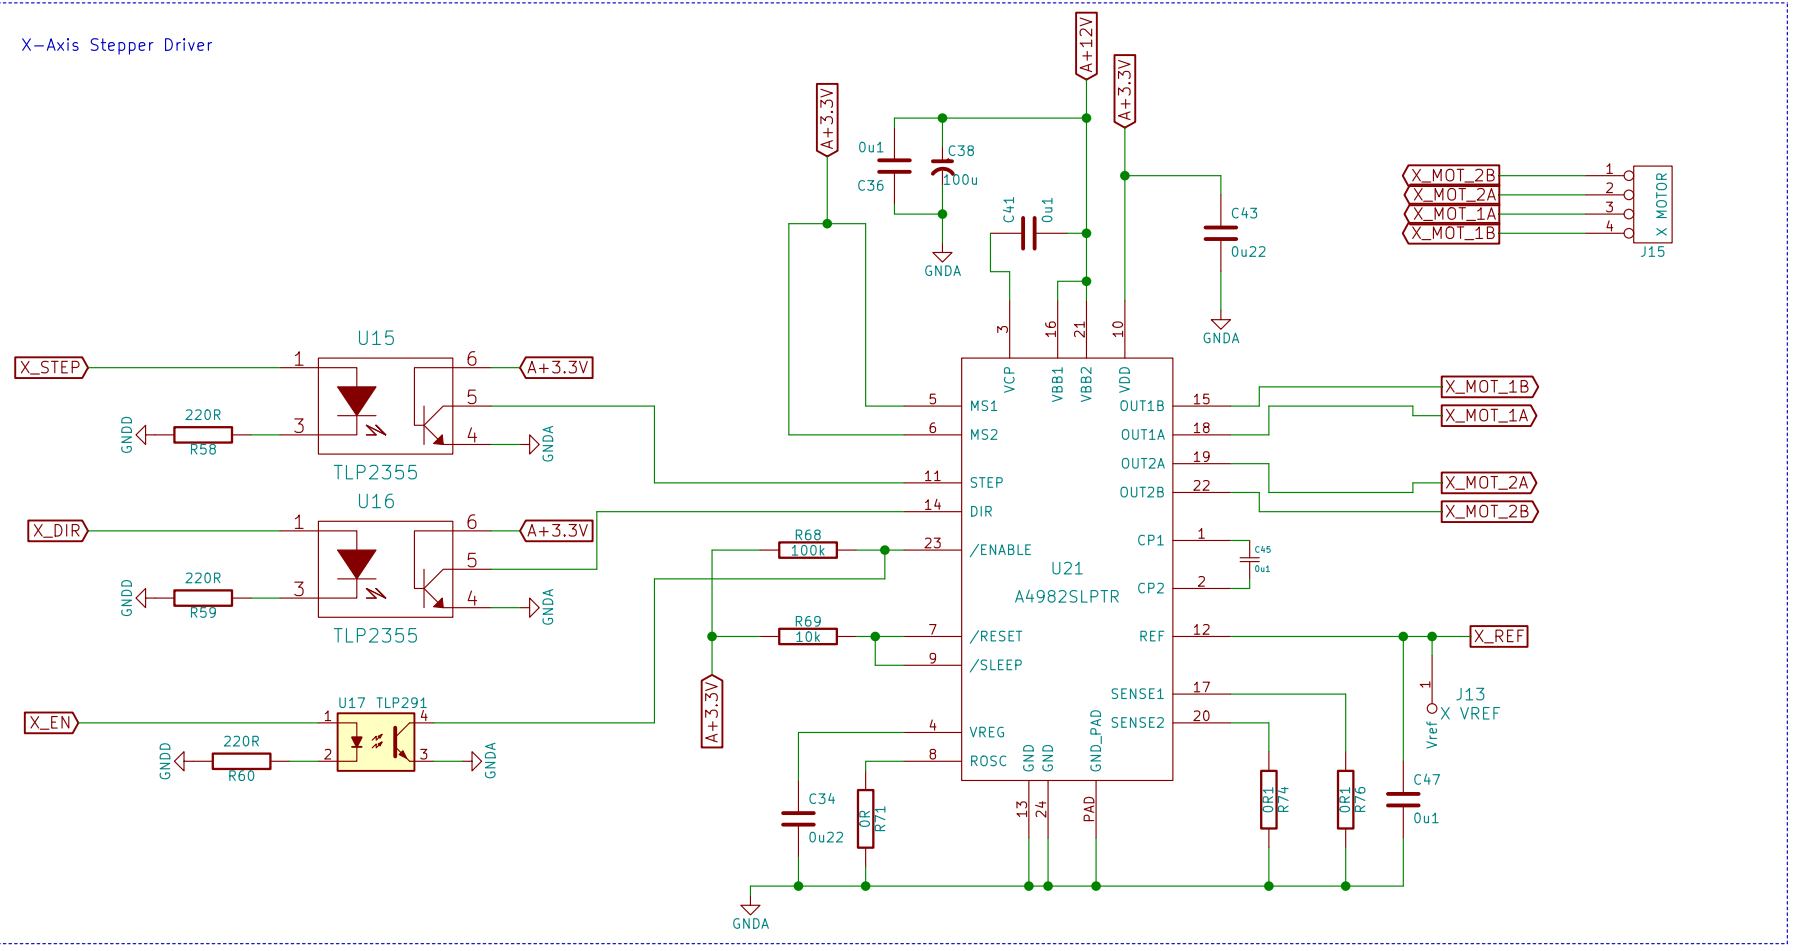 X-Axis Stepper Driver
A+12V
A+3.3V
A+3.3V
0u1
C36
C38
100u
C41
0u1
C43
0u22
GNDA
GNDA
X_MOT_2B
X_MOT_2A
X_MOT_1A
X_MOT_1B
1
2
3
4
X MOTOR
J15
U15
X_STEP
1
6
A+3.3V
5
220R
GNDD
R58
3
4
GNDA
TLP2355
U16
X_DIR
1
6
A+3.3V
5
220R
GNDD
R59
3
4
GNDA
TLP2355
U17 TLP291
X_EN
1
4
220R
GNDD
R60
2
3
GNDA
R68
100k
R69
10k
A+3.3V
3
16
21
10
VCP
VBB1
VBB2
VDD
5
MS1
6
MS2
11
STEP
14
DIR
23
/ENABLE
7
/RESET
9
/SLEEP
4
VREG
8
ROSC
U21
A4982SLPTR
OUT1B
15
OUT1A
18
OUT2A
19
OUT2B
22
CP1
1
CP2
2
REF
12
SENSE1
17
SENSE2
20
GND
GND
GND_PAD
13
24
PAD
X_MOT_1B
X_MOT_1A
X_MOT_2A
X_MOT_2B
C45
0u1
X_REF
1
J13
X VREF
Vref
C34
0u22
0R
R71
0R1
R74
0R1
R76
C47
0u1
GNDA